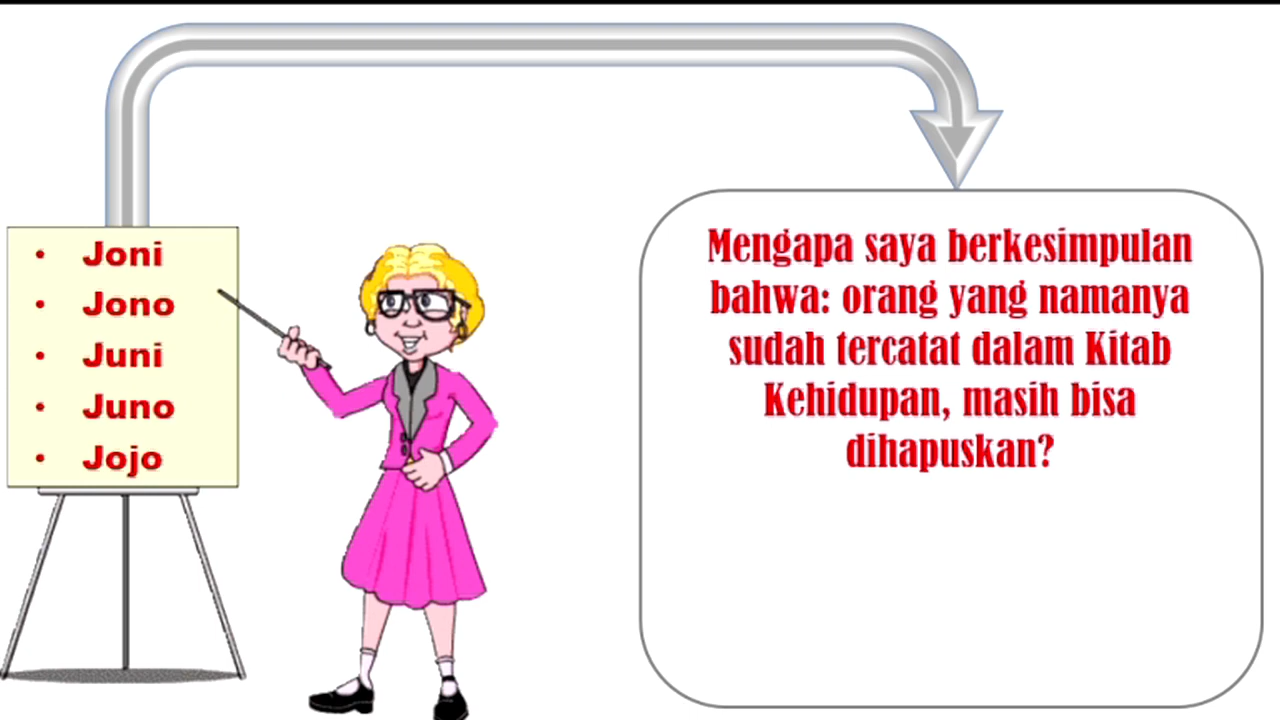 • Joni
• Jono
• Juni
• Juno
• Jojo
Mengapa saya berkesimpulan
bahwa: orang yang namanya
sudah tercatat dalam Kitab
Kehidupan, masih bisa
dihapuskan?